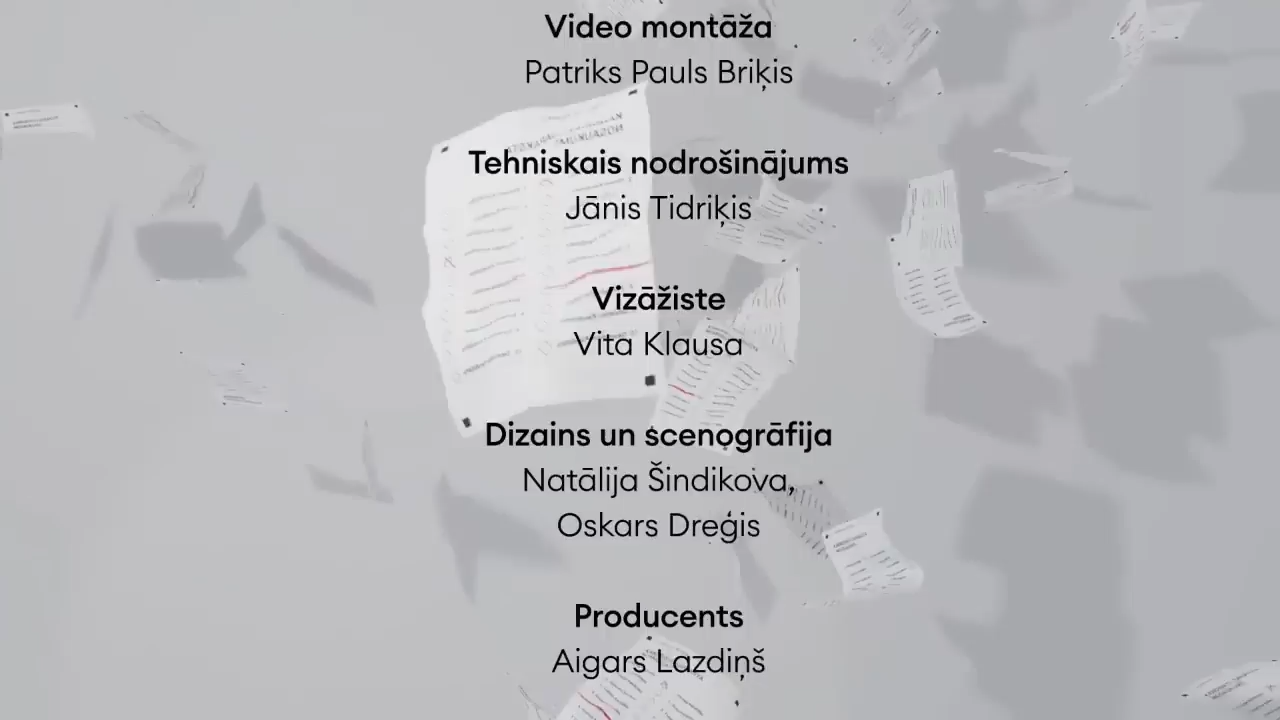 Video montāža
Patriks Pauls Briķis
Tehniskais nodrošinājums
Jānis Tidriķis
Vizāžiste
Vita Klausa
Dizains un scenogrāfija
Natālija Šindikova,
Oskars Dreģis
Producents
Aigars Lazdiņš